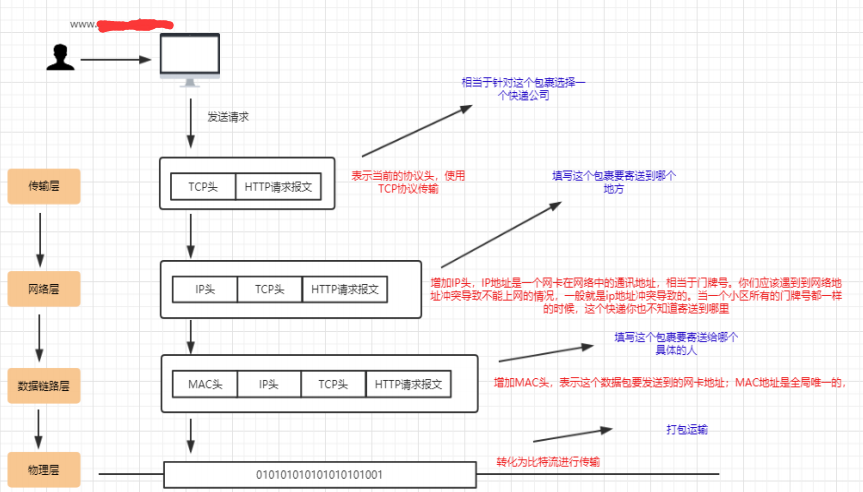 www.
发送请求
相当于针对这个包裹选择一
个快递公司
传输层
TCP头
HTTP请求报文
表示当前的协议头，使用
TCP协议传输
填写这个包裹要寄送到哪个
地方
网络层
IP头
TCP头
HTTP请求报文
增加IP头，IP地址是一个网卡在网络中的通讯地址，相当于门牌号。你们应该遇到到网络地
址冲突导致不能上网的情况，一般就是ip地址冲突导致的。当一个小区所有的门牌号都一样
的时候，这个快递你也不知道寄送到哪里
填写这个包裹要寄送给哪个
具体的人
数据链路层
MAC头
IP头
TCP头
HTTP请求报文
增加MAC头，表示这个数据包要发送到的网卡地址：MAC地址是全局唯一的，
打包运输
物理层
010101010101010101001
转化为比特流进行传输